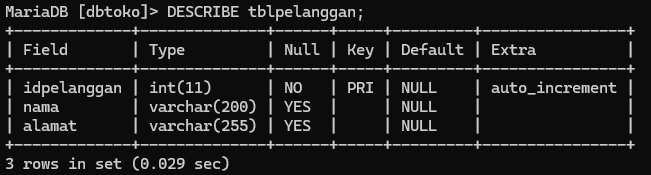 MariaDB [dbtoko]> DESCRIBE tblpelanggan;
+-------------+--------------+------+-----+---------+----------------+
| Field       | Type         | Null | Key | Default | Extra          |
+-------------+--------------+------+-----+---------+----------------+
| idpelanggan | int(11)      | NO   | PRI | NULL    | auto_increment |
| nama        | varchar(200) | YES  |     | NULL    |                |
| alamat      | varchar(255) | YES  |     | NULL    |                |
+-------------+--------------+------+-----+---------+----------------+
3 rows in set (0.029 sec)